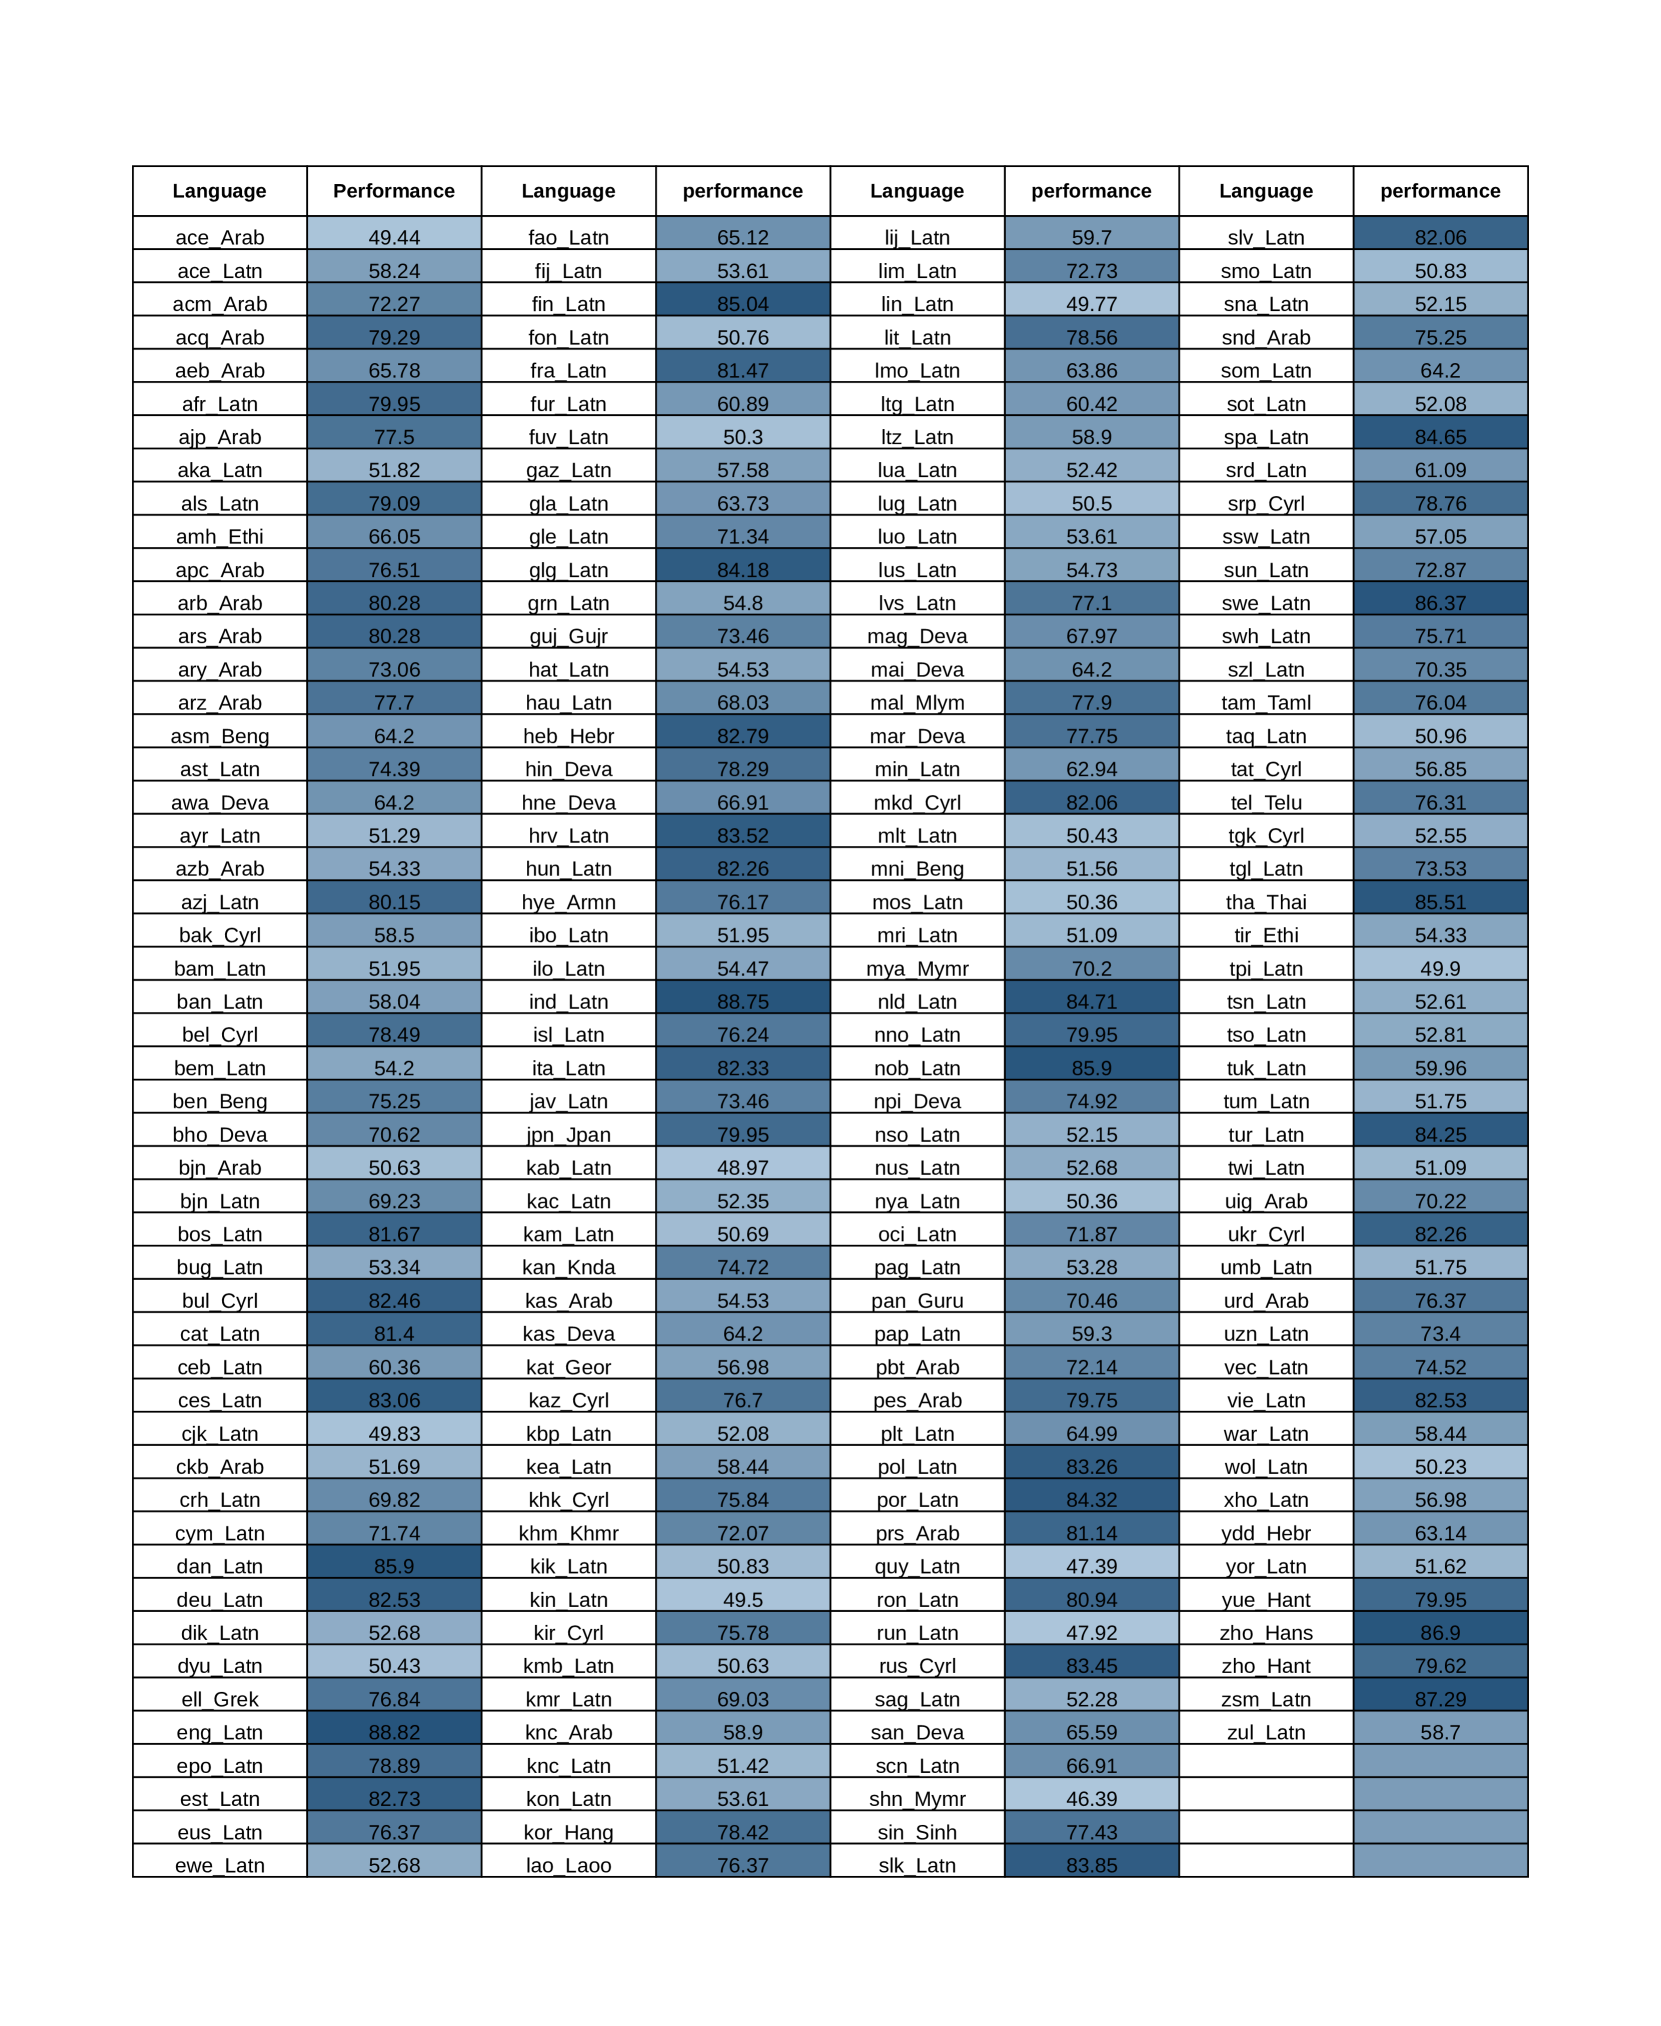 Language Performance Language performance Language performance Language performance
ace_Arab 49.44 fao_Latn 65.12 lij_Latn 59.7 slv_Latn 82.06
ace_Latn 58.24 fij_Latn 53.61 lim_Latn 72.73 smo_Latn 50.83
acm_Arab 72.27 fin_Latn 85.04 lin_Latn 49.77 sna_Latn 52.15
acq_Arab 79.29 fon_Latn 50.76 lit_Latn 78.56 snd_Arab 75.25
aeb_Arab 65.78 fra_Latn 81.47 lmo_Latn 63.86 som_Latn 64.2
afr_Latn 79.95 fur_Latn 60.89 ltg_Latn 60.42 sot_Latn 52.08
ajp_Arab 77.5 fuv_Latn 50.3 ltz_Latn 58.9 spa_Latn 84.65
aka_Latn 51.82 gaz_Latn 57.58 lua_Latn 52.42 srd_Latn 61.09
als_Latn 79.09 gla_Latn 63.73 lug_Latn 50.5 srp_Cyrl 78.76
amh_Ethi 66.05 gle_Latn 71.34 luo_Latn 53.61 ssw_Latn 57.05
apc_Arab 76.51 glg_Latn 84.18 lus_Latn 54.73 sun_Latn 72.87
arb_Arab 80.28 grn_Latn 54.8 lvs_Latn 77.1 swe_Latn 86.37
ars_Arab 80.28 guj_Gujr 73.46 mag_Deva 67.97 swh_Latn 75.71
ary_Arab 73.06 hat_Latn 54.53 mai_Deva 64.2 szl_Latn 70.35
arz_Arab 77.7 hau_Latn 68.03 mal_Mlym 77.9 tam_Taml 76.04
asm_Beng 64.2 heb_Hebr 82.79 mar_Deva 77.75 taq_Latn 50.96
ast_Latn 74.39 hin_Deva 78.29 min_Latn 62.94 tat_Cyrl 56.85
awa_Deva 64.2 hne_Deva 66.91 mkd_Cyrl 82.06 tel_Telu 76.31
ayr_Latn 51.29 hrv_Latn 83.52 mlt_Latn 50.43 tgk_Cyrl 52.55
azb_Arab 54.33 hun_Latn 82.26 mni_Beng 51.56 tgl_Latn 73.53
azj_Latn 80.15 hye_Armn 76.17 mos_Latn 50.36 tha_Thai 85.51
bak_Cyrl 58.5 ibo_Latn 51.95 mri_Latn 51.09 tir_Ethi 54.33
bam_Latn 51.95 ilo_Latn 54.47 mya_Mymr 70.2 tpi_Latn 49.9
ban_Latn 58.04 ind_Latn 88.75 nld_Latn 84.71 tsn_Latn 52.61
bel_Cyrl 78.49 isl_Latn 76.24 nno_Latn 79.95 tso_Latn 52.81
bem_Latn 54.2 ita_Latn 82.33 nob_Latn 85.9 tuk_Latn 59.96
ben_Beng 75.25 jav_Latn 73.46 npi_Deva 74.92 tum_Latn 51.75
bho_Deva 70.62 jpn_Jpan 79.95 nso_Latn 52.15 tur_Latn 84.25
bjn_Arab 50.63 kab_Latn 48.97 nus_Latn 52.68 twi_Latn 51.09
bjn_Latn 69.23 kac_Latn 52.35 nya_Latn 50.36 uig_Arab 70.22
bos_Latn 81.67 kam_Latn 50.69 oci_Latn 71.87 ukr_Cyrl 82.26
bug_Latn 53.34 kan_Knda 74.72 pag_Latn 53.28 umb_Latn 51.75
bul_Cyrl 82.46 kas_Arab 54.53 pan_Guru 70.46 urd_Arab 76.37
cat_Latn 81.4 kas_Deva 64.2 pap_Latn 59.3 uzn_Latn 73.4
ceb_Latn 60.36 kat_Geor 56.98 pbt_Arab 72.14 vec_Latn 74.52
ces_Latn 83.06 kaz_Cyrl 76.7 pes_Arab 79.75 vie_Latn 82.53
cjk_Latn 49.83 kbp_Latn 52.08 plt_Latn 64.99 war_Latn 58.44
ckb_Arab 51.69 kea_Latn 58.44 pol_Latn 83.26 wol_Latn 50.23
crh_Latn 69.82 khk_Cyrl 75.84 por_Latn 84.32 xho_Latn 56.98
cym_Latn 71.74 khm_Khmr 72.07 prs_Arab 81.14 ydd_Hebr 63.14
dan_Latn 85.9 kik_Latn 50.83 quy_Latn 47.39 yor_Latn 51.62
deu_Latn 82.53 kin_Latn 49.5 ron_Latn 80.94 yue_Hant 79.95
dik_Latn 52.68 kir_Cyrl 75.78 run_Latn 47.92 zho_Hans 86.9
dyu_Latn 50.43 kmb_Latn 50.63 rus_Cyrl 83.45 zho_Hant 79.62
ell_Grek 76.84 kmr_Latn 69.03 sag_Latn 52.28 zsm_Latn 87.29
eng_Latn 88.82 knc_Arab 58.9 san_Deva 65.59 zul_Latn 58.7
epo_Latn 78.89 knc_Latn 51.42 scn_Latn 66.91
est_Latn 82.73 kon_Latn 53.61 shn_Mymr 46.39
eus_Latn 76.37 kor_Hang 78.42 sin_Sinh 77.43
ewe_Latn 52.68 lao_Laoo 76.37 slk_Latn 83.85